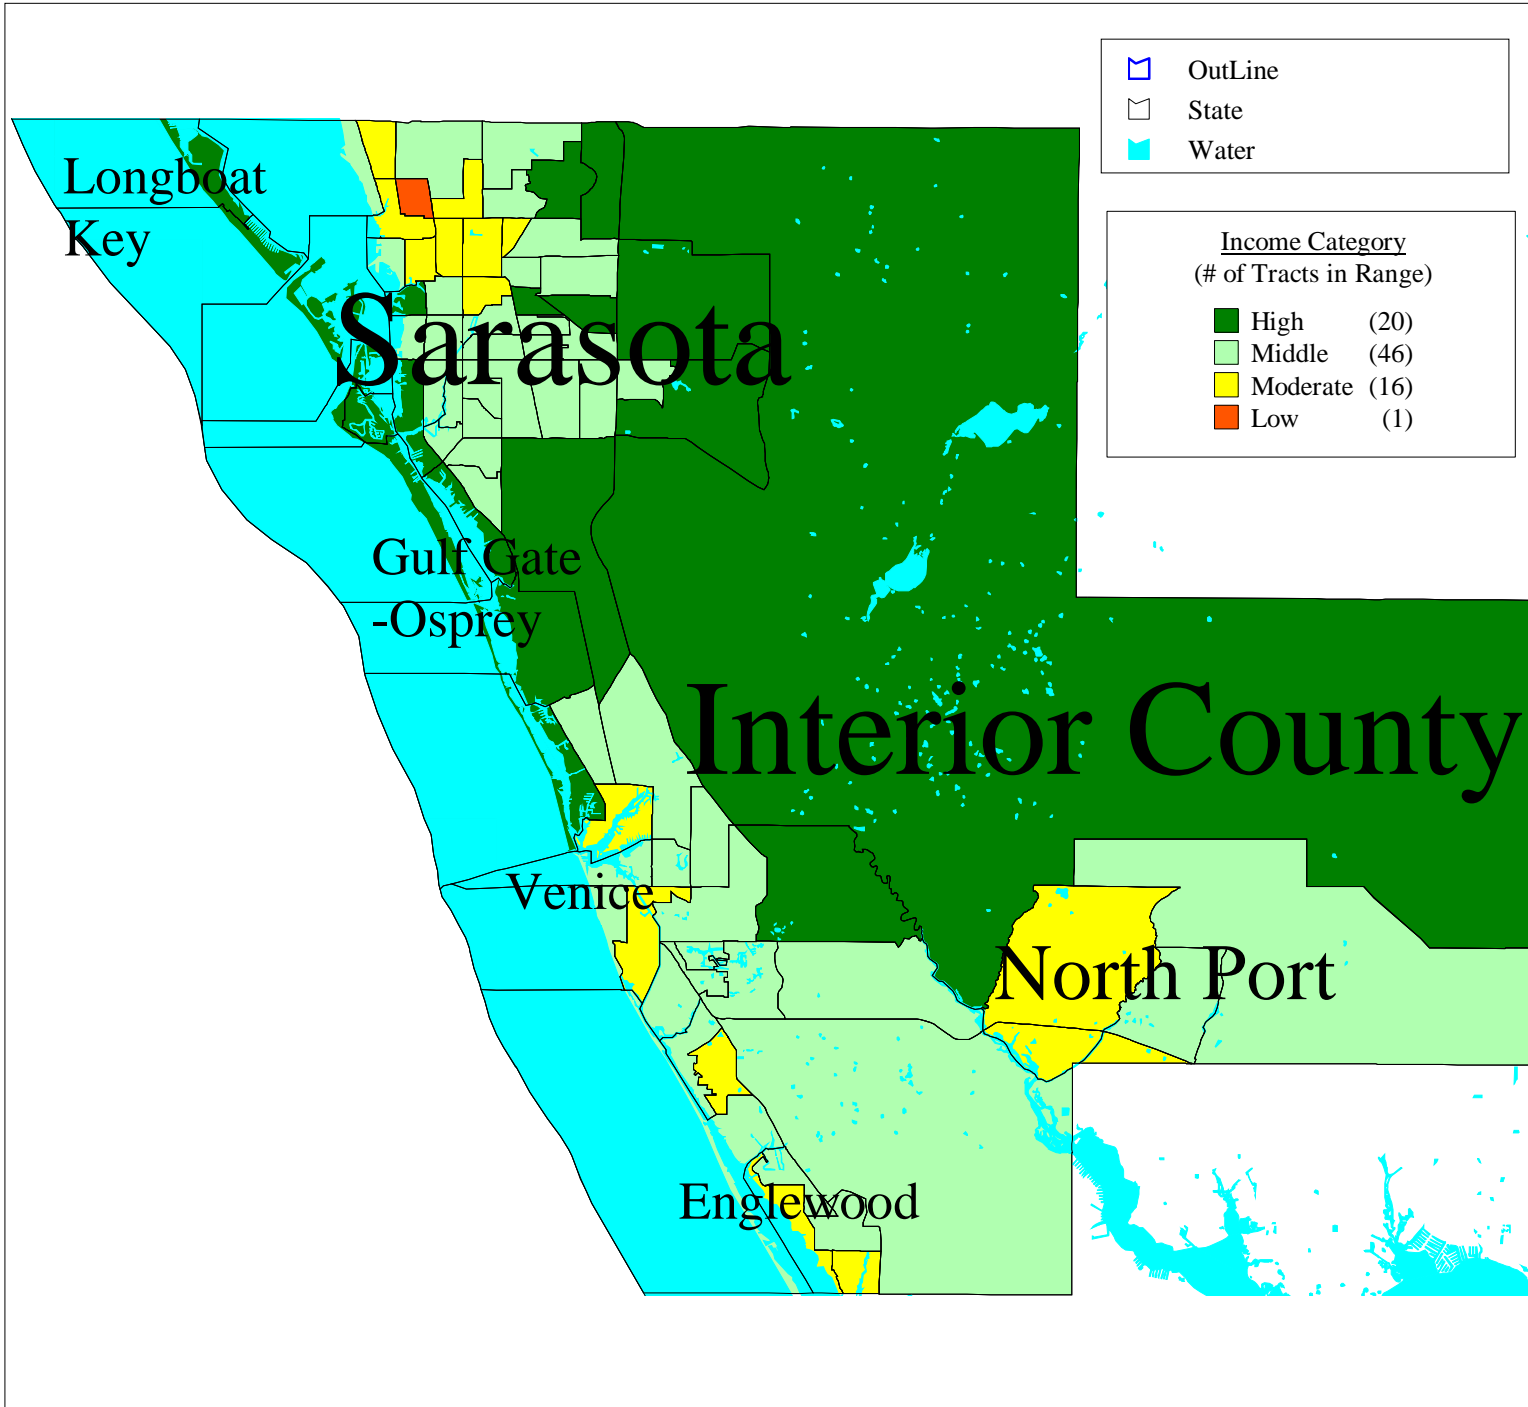 OutLine
State
Water
Income Category
(# of Tracts in Range)
High (20)
Middle (46)
Moderate (16)
Low (1)
Longboat
Key
Sarasota
Gulf Gate
-Osprey
Interior County
Venice
North Port
Englewood